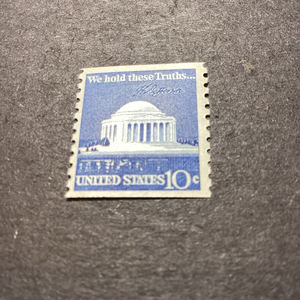 We hold these Truths...
UNITED STATES 10c